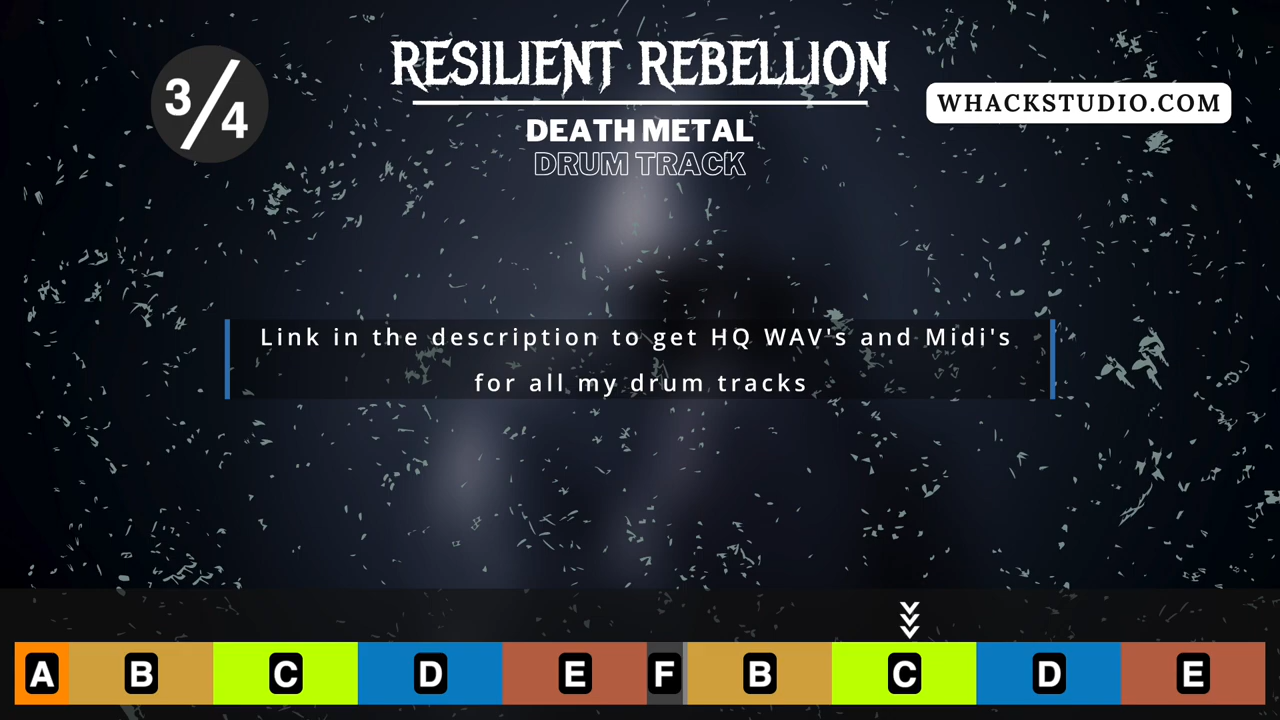 3/4
RESILIENT REBELLION
DEATH METAL
DRUM TRACK
WHACKSTUDIO.COM
Link in the description to get HQ WAV's and Midi's
for all my drum tracks
A B C D E F B C D E